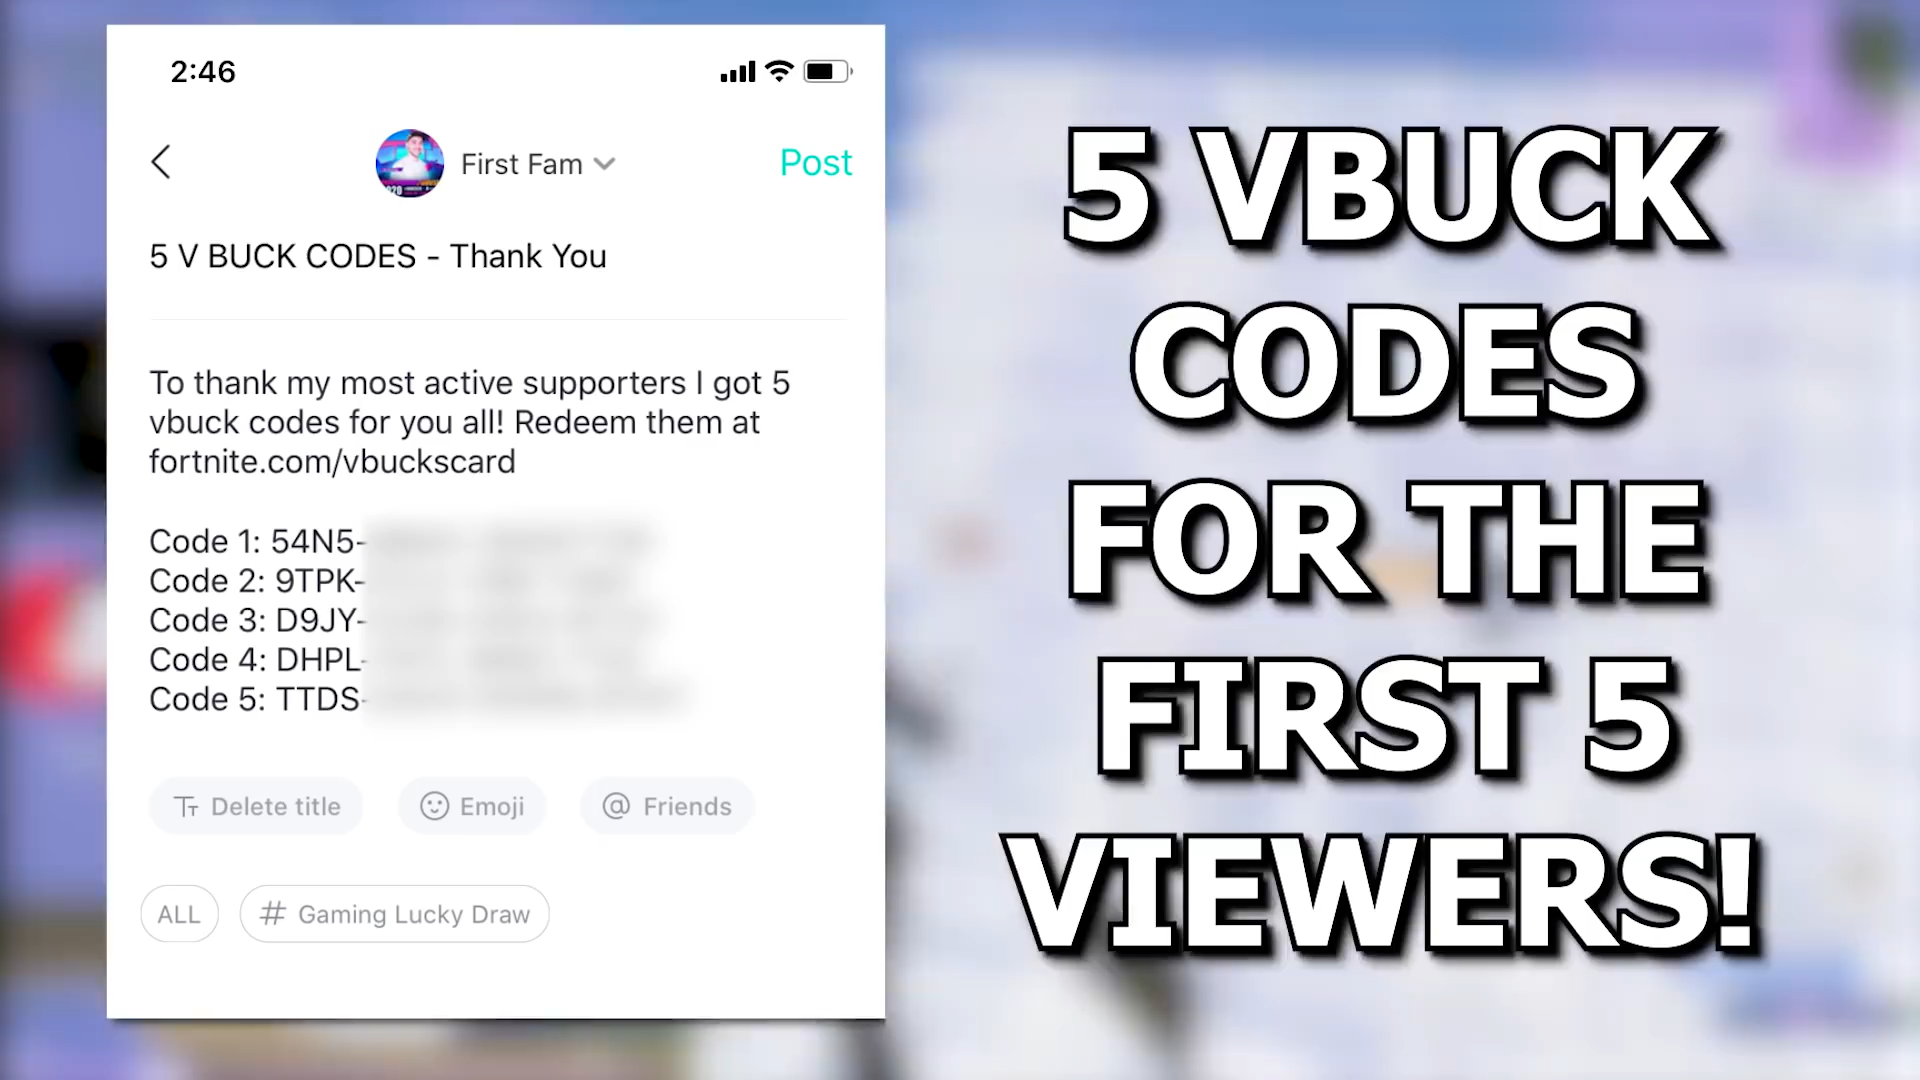 2:46
First Fam
Post
5 V BUCK CODES - Thank You
To thank my most active supporters I got 5
vbuck codes for you all! Redeem them at
fortnite.com/vbuckscard
Code 1: 54N5-
Code 2: 9TPK-
Code 3: D9JY-
Code 4: DHPL-
Code 5: TTDS-
Delete title
Emoji
@ Friends
ALL
# Gaming Lucky Draw
5 VBUCK
CODES
FOR THE
FIRST 5
VIEWERS!